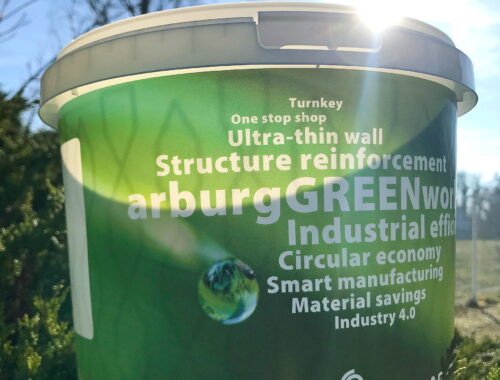 Turnkey
One stop shop
Ultra-thin wall
Structure reinforcement
arburgGREENwor
Industrial effici
Circular economy
Smart manufacturing
Material savings
Industry 4.0